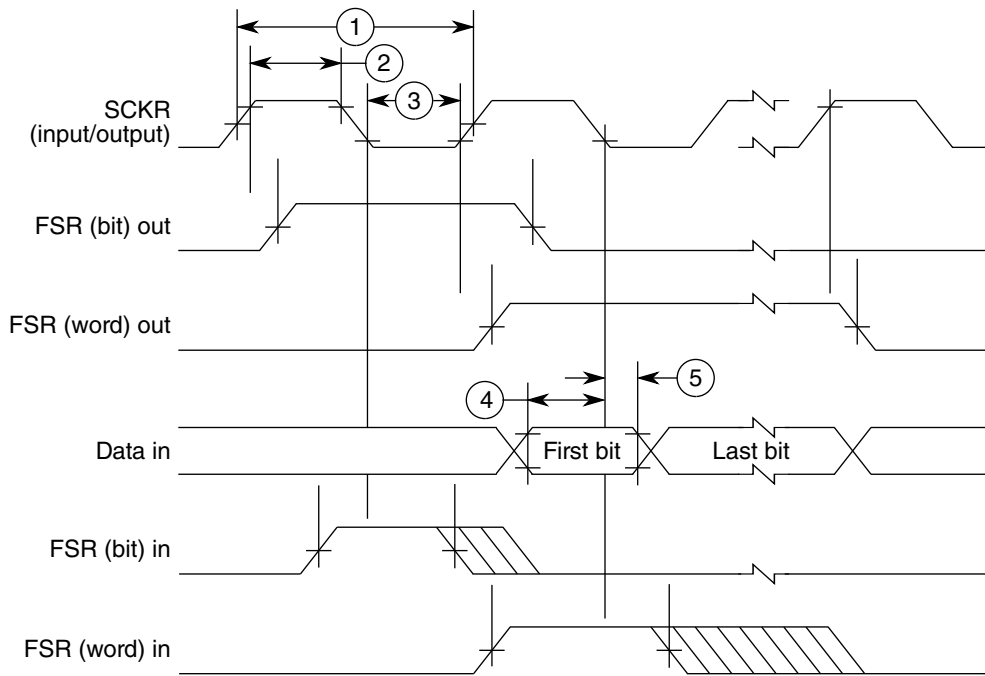 1
2
SCKR
(input/output)
3
FSR (bit) out
FSR (word) out
4
5
Data in
First bit
Last bit
FSR (bit) in
FSR (word) in